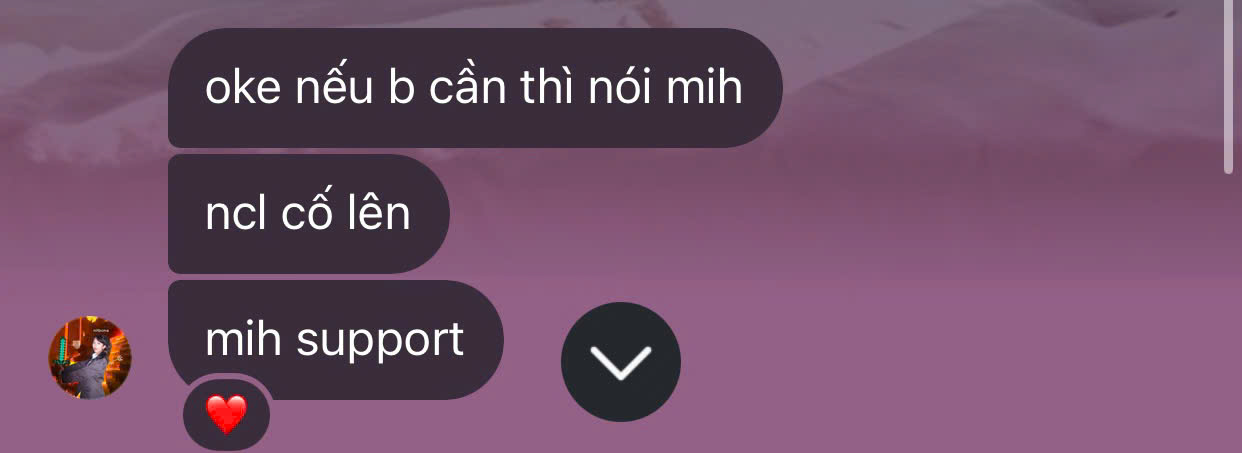 oke nếu b cần thì nói mih
ncl cố lên
mih support